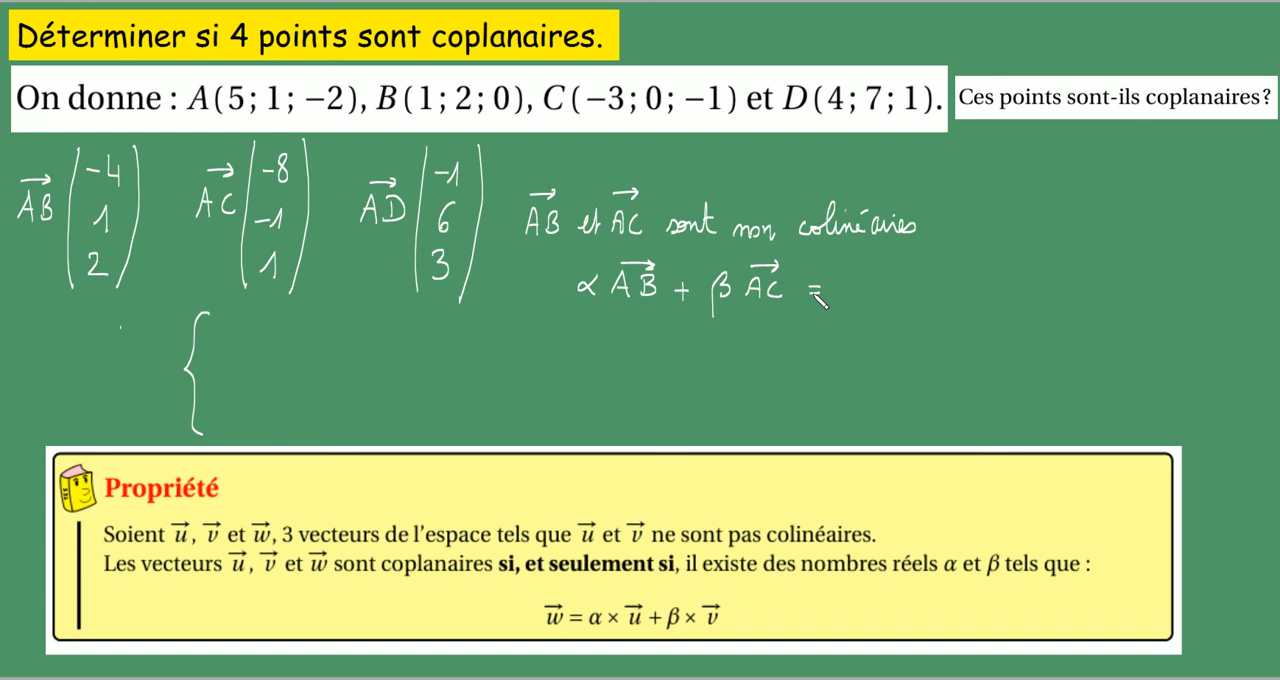 Déterminer si 4 points sont coplanaires.
On donne : A(5; 1; −2), B(1; 2; 0), C(−3; 0; −1) et D(4; 7; 1).
Ces points sont-ils coplanaires?
AB (-4 1 2) AC (-8 -1 1) AD (-1 6 3)
AB et AC sont non colinéaires
α AB + β AC =
{
Propriété
Soient u, v et w, 3 vecteurs de l'espace tels que u et v ne sont pas colinéaires.
Les vecteurs u, v et w sont coplanaires si, et seulement si, il existe des nombres réels α et β tels que :
w = α × u + β × v